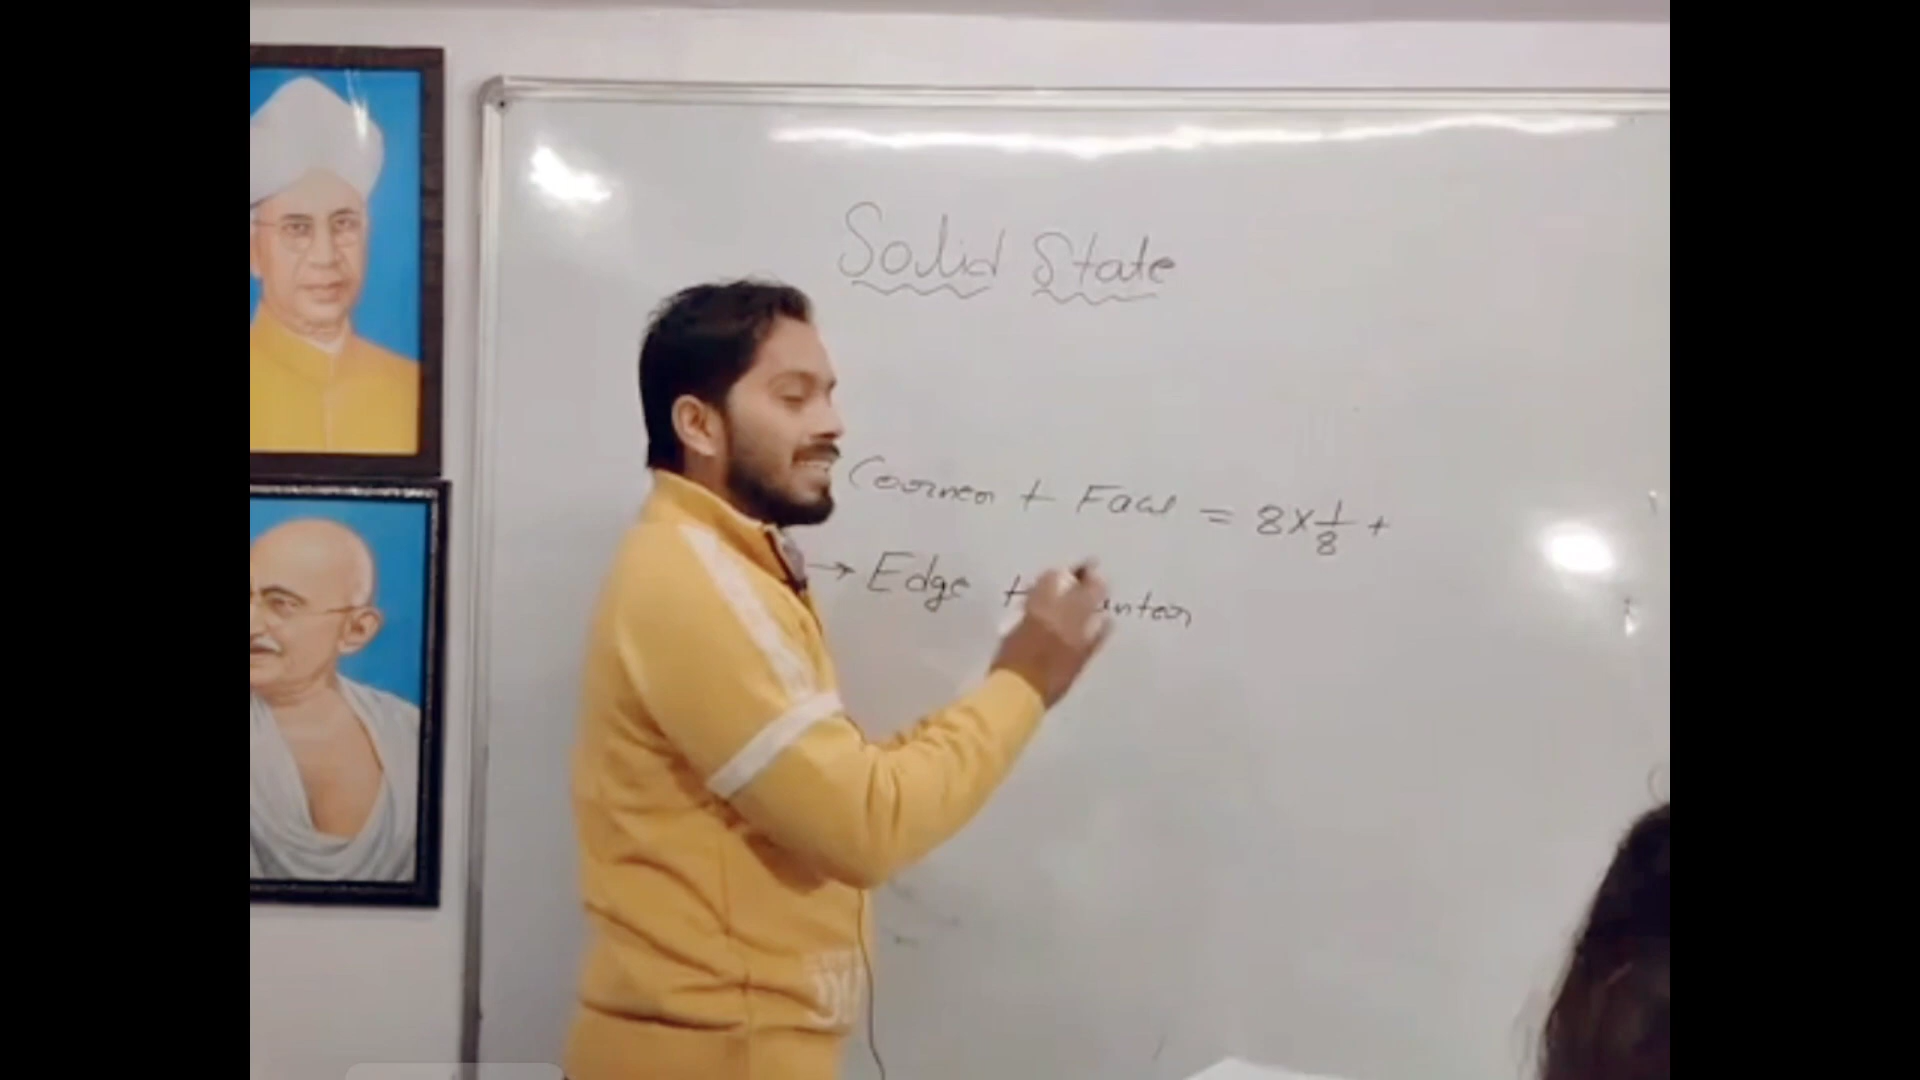 Solid State
Corner + Face = 8 × 1/8 +
→ Edge +